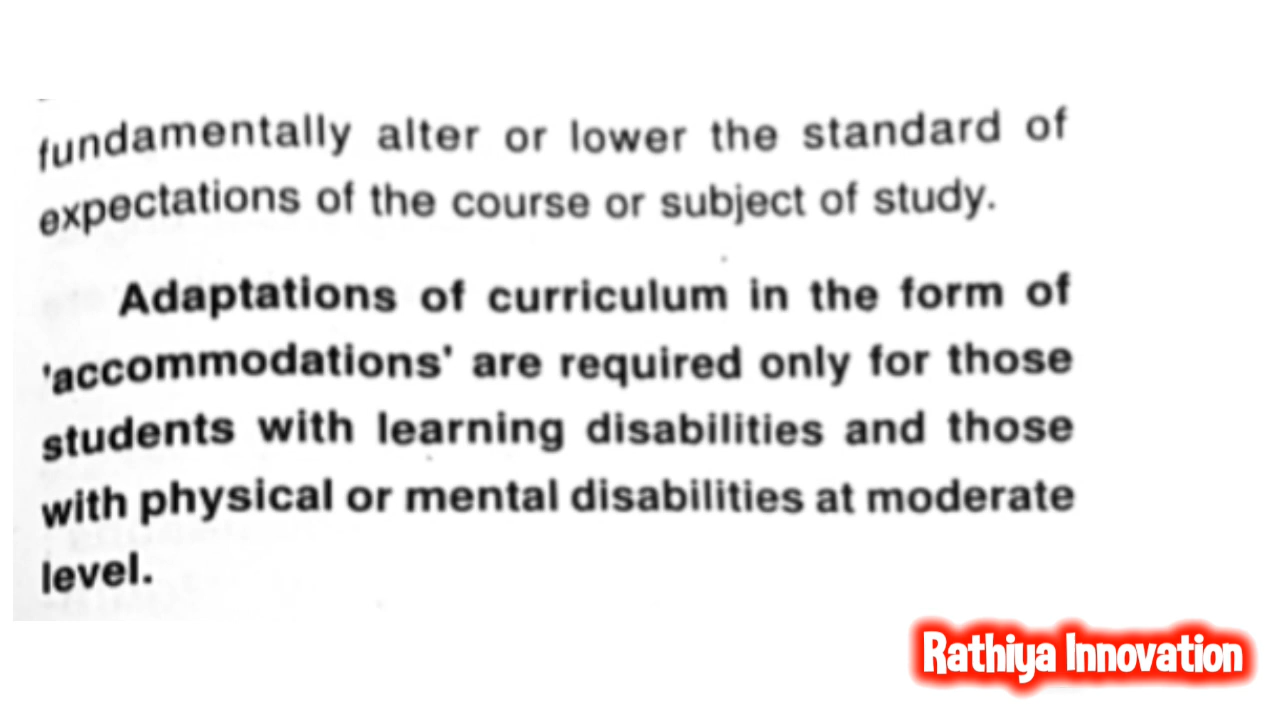 fundamentally alter or lower the standard of
expectations of the course or subject of study.
Adaptations of curriculum in the form of
'accommodations' are required only for those
students with learning disabilities and those
with physical or mental disabilities at moderate
level.
Rathiya Innovation